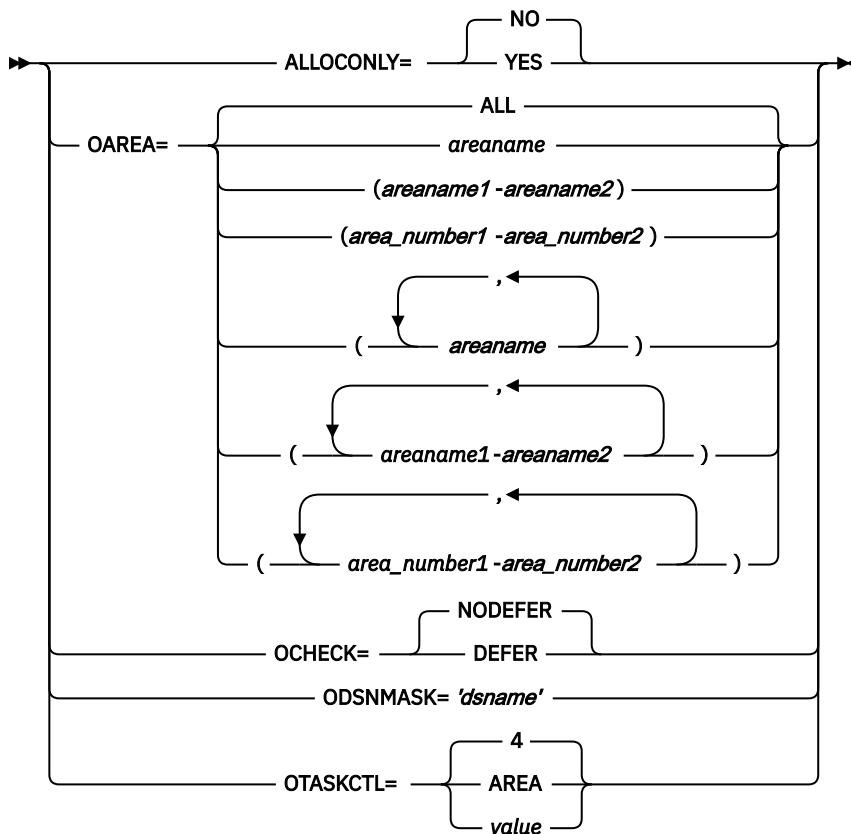 NO
ALLOCONLY= YES
ALL
OAREA= areaname
(areaname1-areaname2)
(area_number1-area_number2)
,
( areaname )
,
( areaname1-areaname2 )
,
( area_number1-area_number2 )
NODEFER
OCHECK= DEFER
ODSNMASK= 'dsname'
4
OTASKCTL= AREA
value